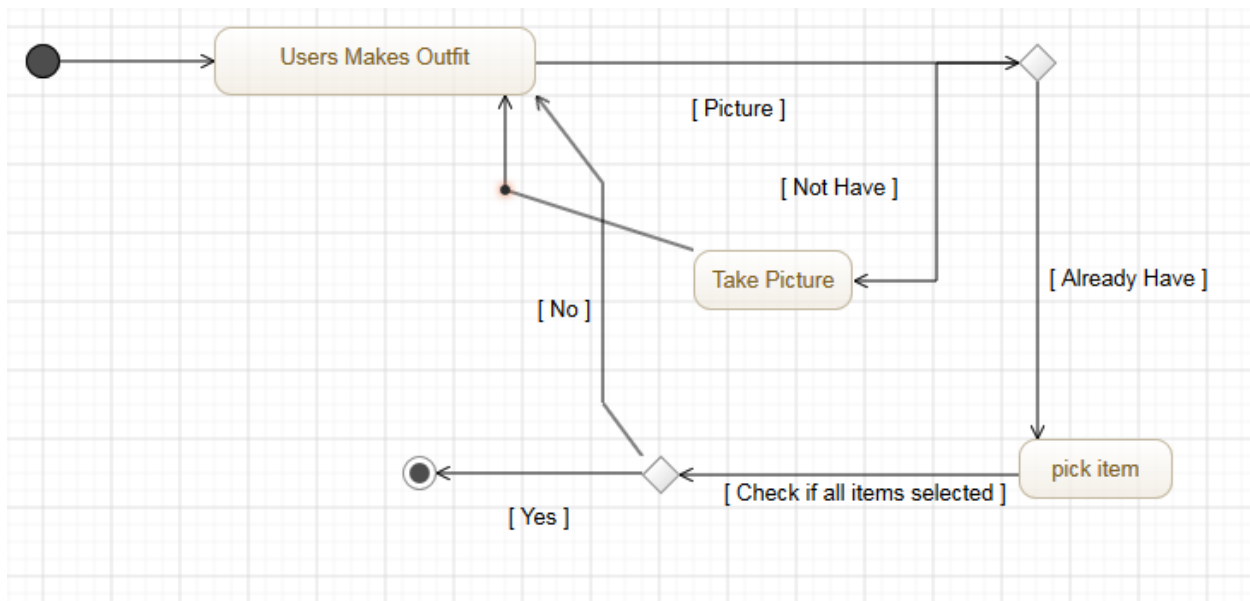 Users Makes Outfit
[ Picture ]
[ Not Have ]
Take Picture
[ Already Have ]
[ No ]
pick item
[ Check if all items selected ]
[ Yes ]